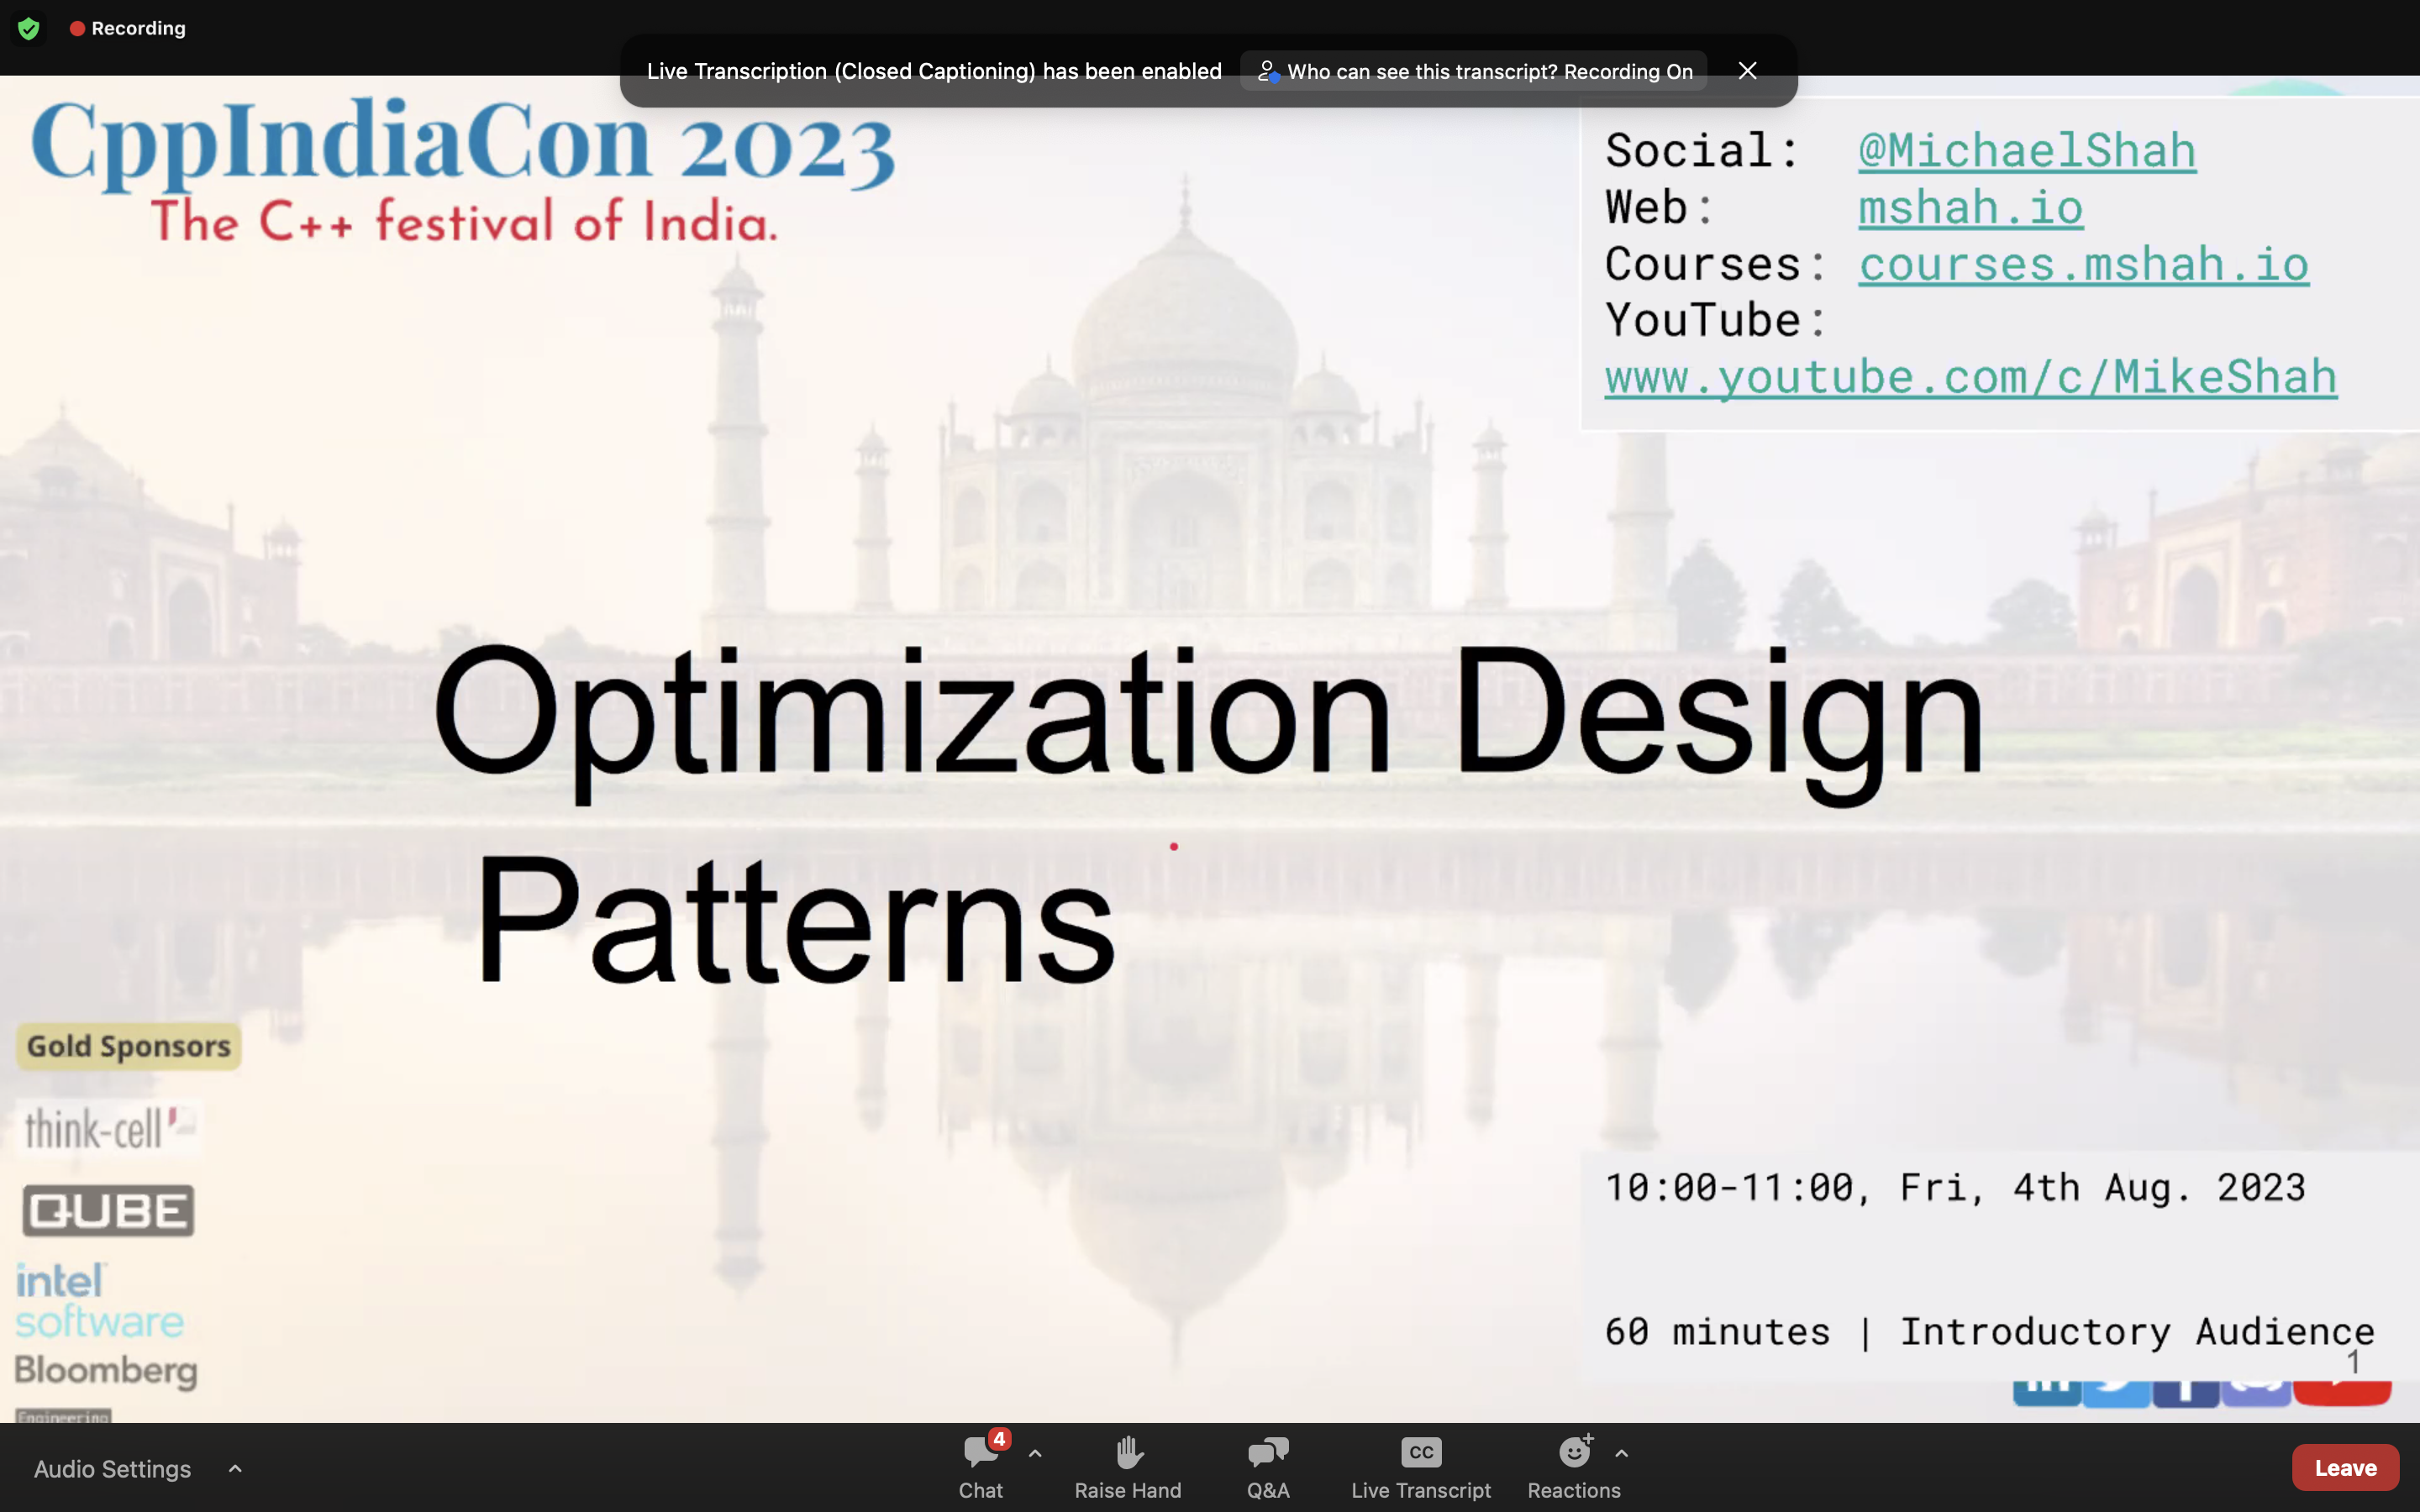 Recording
Live Transcription (Closed Captioning) has been enabled
Who can see this transcript? Recording On
CppIndiaCon 2023
The C++ festival of India.
Social: @MichaelShah
Web: mshah.io
Courses: courses.mshah.io
YouTube:
www.youtube.com/c/MikeShah
Optimization Design
Patterns
Gold Sponsors
think-cell
QUBE
intel
software
Bloomberg
Engineering
10:00-11:00, Fri, 4th Aug. 2023
60 minutes | Introductory Audience
1
Audio Settings
4
Chat
Raise Hand
Q&A
CC
Live Transcript
Reactions
Leave